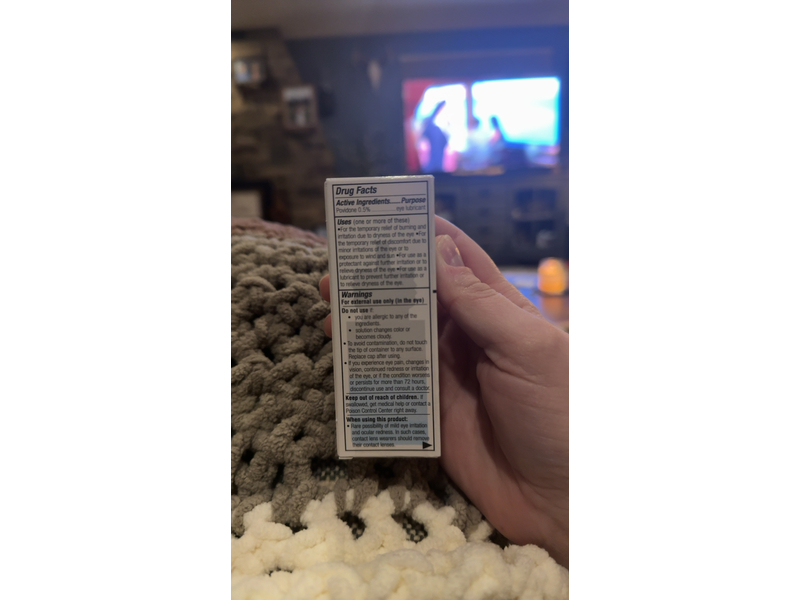 Drug Facts
Active Ingredients.....Purpose
Povidone 0.5%..........eye lubricant
Uses (one or more of these)
•For the temporary relief of burning and
irritation due to dryness of the eye •For
the temporary relief of discomfort due to
minor irritations of the eye or to
exposure to wind and sun •For use as a
protectant against further irritation or to
relieve dryness of the eye •For use as a
lubricant to prevent further irritation or
to relieve dryness of the eye.
Warnings
For external use only (in the eye)
Do not use if
• you are allergic to any of the
ingredients.
• solution changes color or
becomes cloudy.
• To avoid contamination, do not touch
the tip of container to any surface.
Replace cap after using.
• If you experience eye pain, changes in
vision, continued redness or irritation
of the eye, or if the condition worsens
or persists for more than 72 hours,
discontinue use and consult a doctor.
Keep out of reach of children. If
swallowed, get medical help or contact a
Poison Control Center right away.
When using this product:
• Rare possibility of mild eye irritation
and ocular redness. In such cases,
contact lens wearers should remove
their contact lenses.